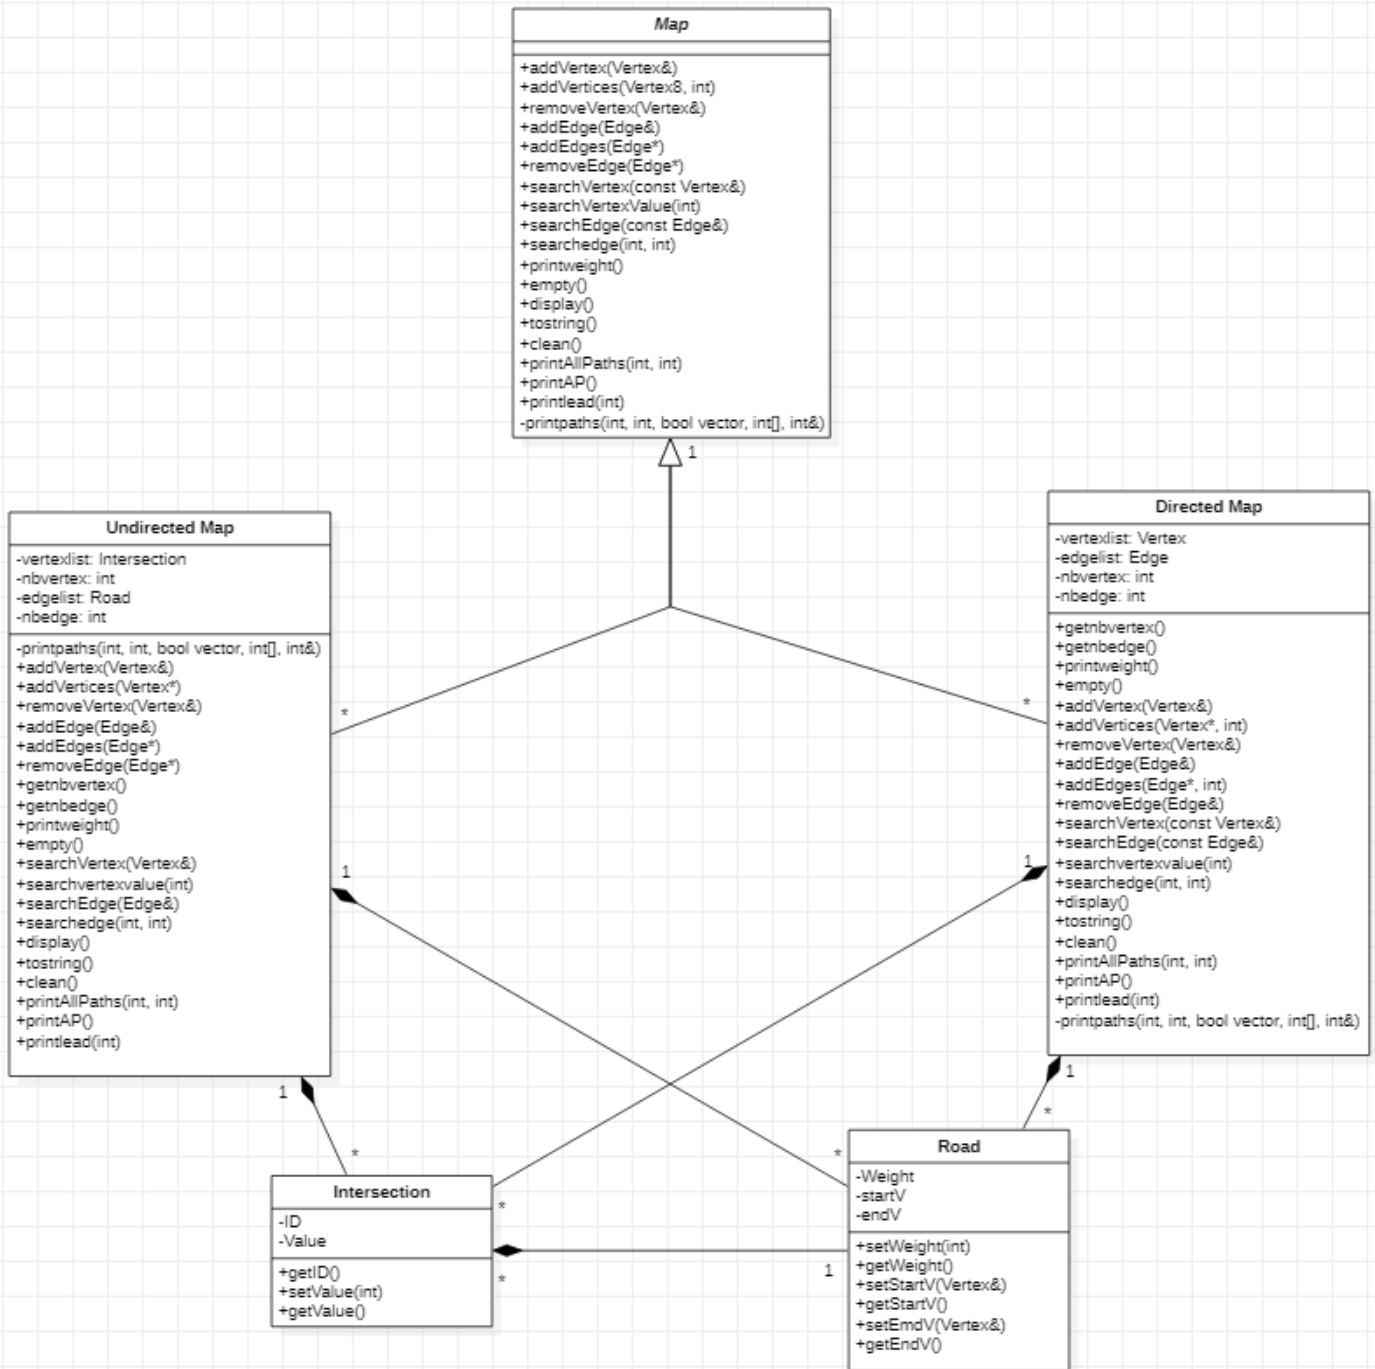 Map
+addVertex(Vertex&)
+addVertices(Vertex8, int)
+removeVertex(Vertex&)
+addEdge(Edge&)
+addEdges(Edge*)
+removeEdge(Edge*)
+searchVertex(const Vertex&)
+searchVertexValue(int)
+searchEdge(const Edge&)
+searchedge(int, int)
+printweight()
+empty()
+display()
+tostring()
+clean()
+printAllPaths(int, int)
+printAP()
+printlead(int)
-printpaths(int, int, bool vector, int[], int&)
1
Undirected Map
-vertexlist: Intersection
-nbvertex: int
-edgelist: Road
-nbedge: int
-printpaths(int, int, bool vector, int[], int&)
+addVertex(Vertex&)
+addVertices(Vertex*)
+removeVertex(Vertex&)
+addEdge(Edge&)
+addEdges(Edge*)
+removeEdge(Edge*)
+getnbvertex()
+getnbedge()
+printweight()
+empty()
+searchVertex(Vertex&)
+searchvertexvalue(int)
+searchEdge(Edge&)
+searchedge(int, int)
+display()
+tostring()
+clean()
+printAllPaths(int, int)
+printAP()
+printlead(int)
*
1
1
*
Directed Map
-vertexlist: Vertex
-edgelist: Edge
-nbvertex: int
-nbedge: int
+getnbvertex()
+getnbedge()
+printweight()
+empty()
+addVertex(Vertex&)
+addVertices(Vertex*, int)
+removeVertex(Vertex&)
+addEdge(Edge&)
+addEdges(Edge*, int)
+removeEdge(Edge&)
+searchVertex(const Vertex&)
+searchEdge(const Edge&)
+searchvertexvalue(int)
+searchedge(int, int)
+display()
+tostring()
+clean()
+printAllPaths(int, int)
+printAP()
+printlead(int)
-printpaths(int, int, bool vector, int[], int&)
*
1
1
*
Intersection
-ID
-Value
+getID()
+setValue(int)
+getValue()
*
*
*
1
Road
-Weight
-startV
-endV
+setWeight(int)
+getWeight()
+setStartV(Vertex&)
+getStartV()
+setEmdV(Vertex&)
+getEndV()